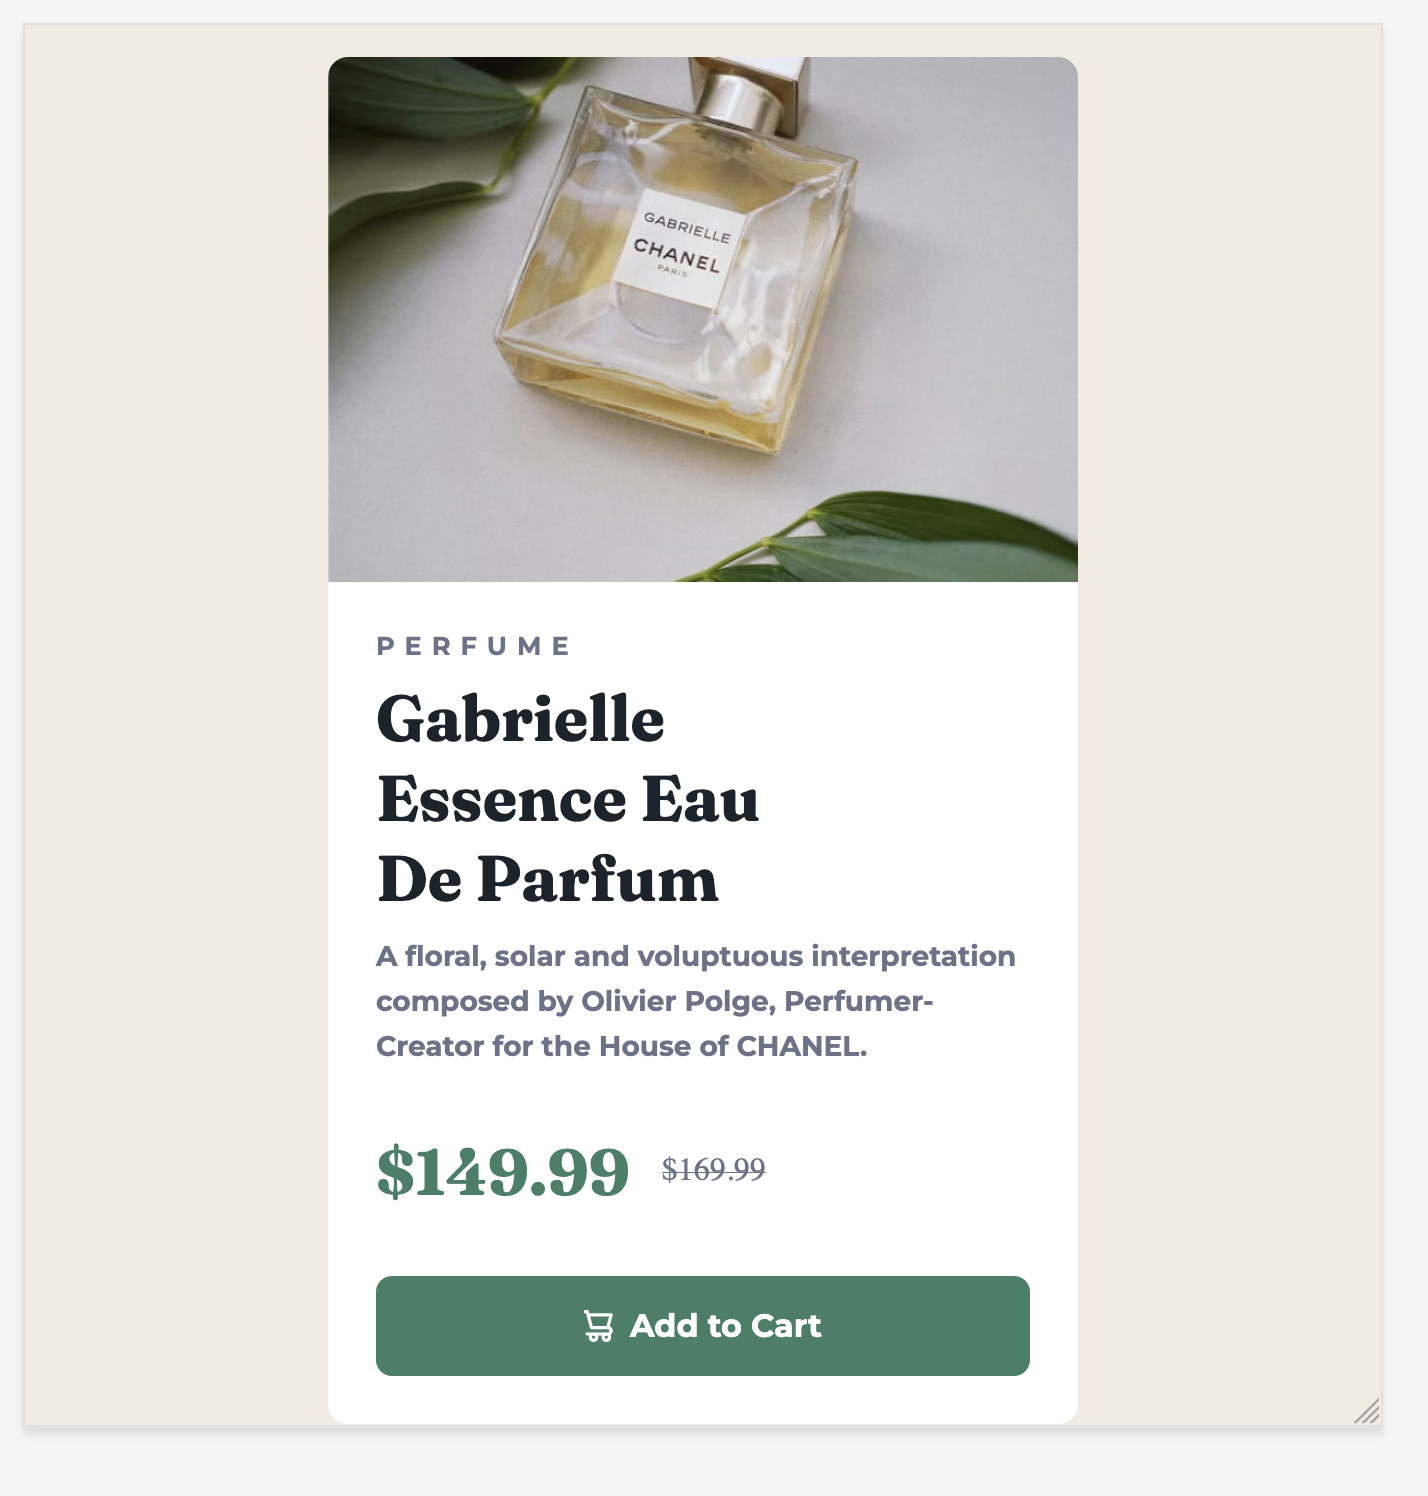 GABRIELLE
CHANEL
PARIS
PERFUME
Gabrielle
Essence Eau
De Parfum
A floral, solar and voluptuous interpretation
composed by Olivier Polge, Perfumer-
Creator for the House of CHANEL.
$149.99 $169.99
Add to Cart